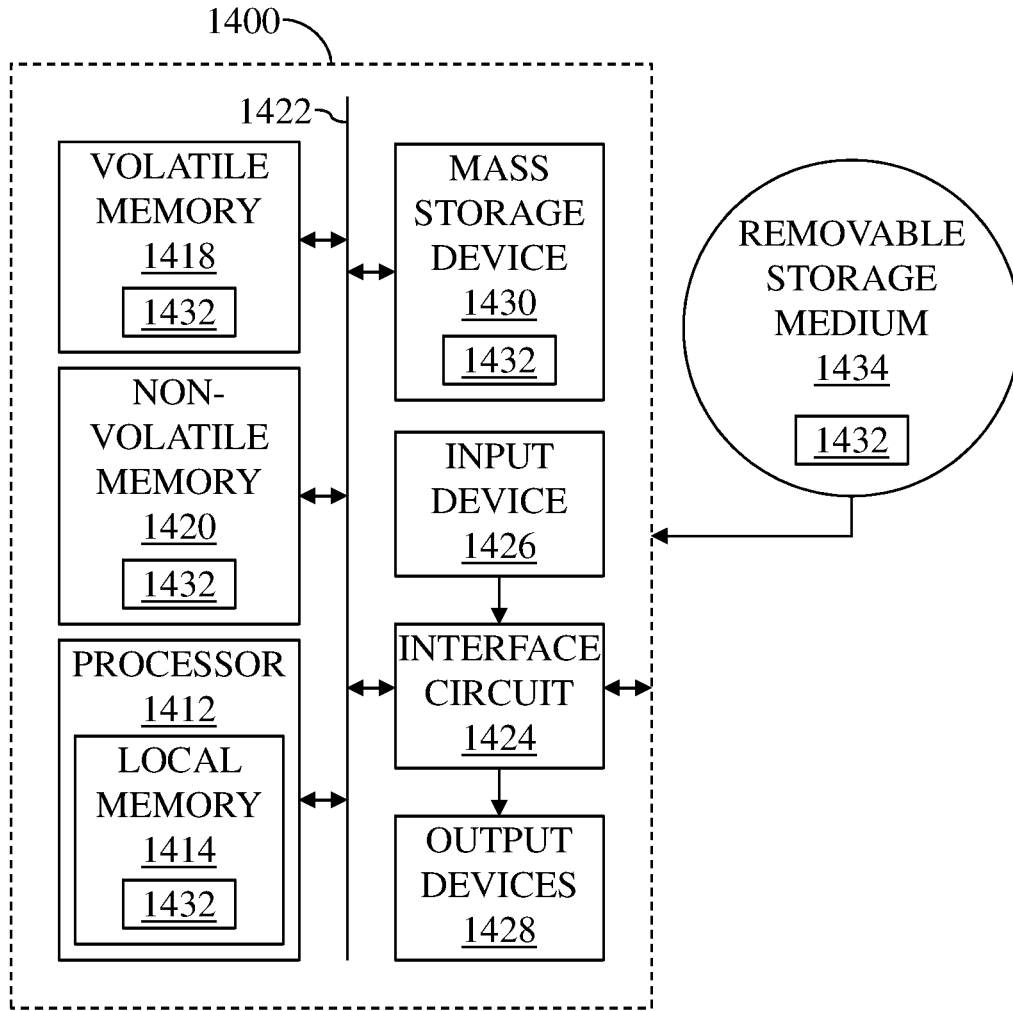 1400
1422
VOLATILE
MEMORY
1418
1432
NON-
VOLATILE
MEMORY
1420
1432
PROCESSOR
1412
LOCAL
MEMORY
1414
1432
MASS
STORAGE
DEVICE
1430
1432
INPUT
DEVICE
1426
INTERFACE
CIRCUIT
1424
OUTPUT
DEVICES
1428
REMOVABLE
STORAGE
MEDIUM
1434
1432